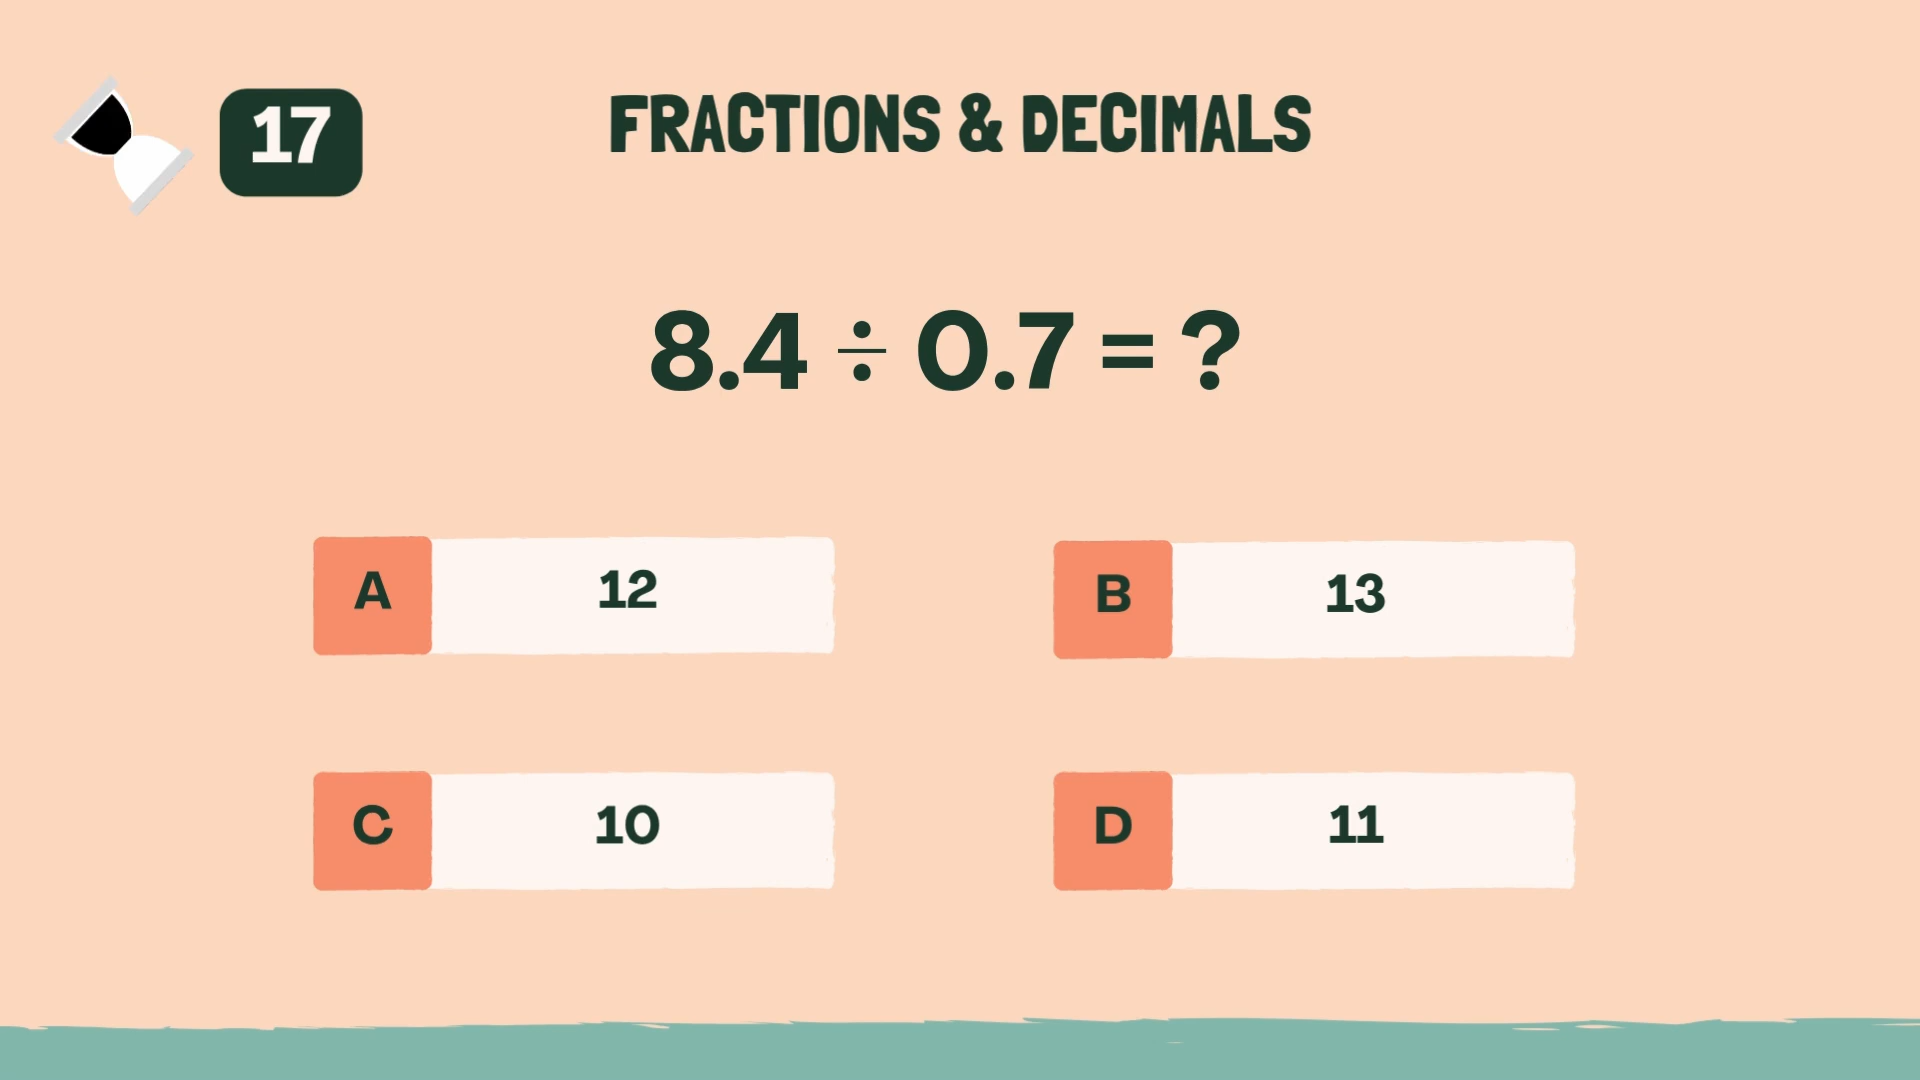 17
FRACTIONS & DECIMALS
8.4 ÷ 0.7 = ?
A 12
B 13
C 10
D 11